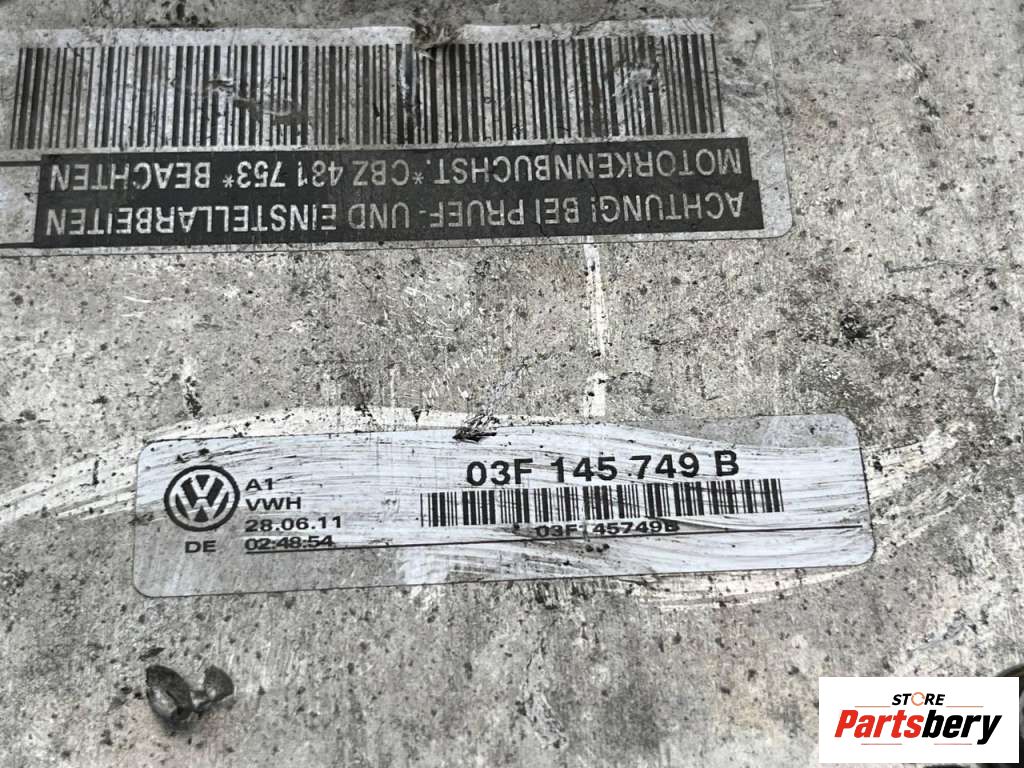 ACHTUNG! BEI PRUEF- UND EINSTELLARBEITEN
MOTORKENNBUCHST. *CBZ 431 753* BEACHTEN
03F 145 749 B
A1
VWH
28.06.11
DE 02:48:54
03F145749B
STORE
Partsbery